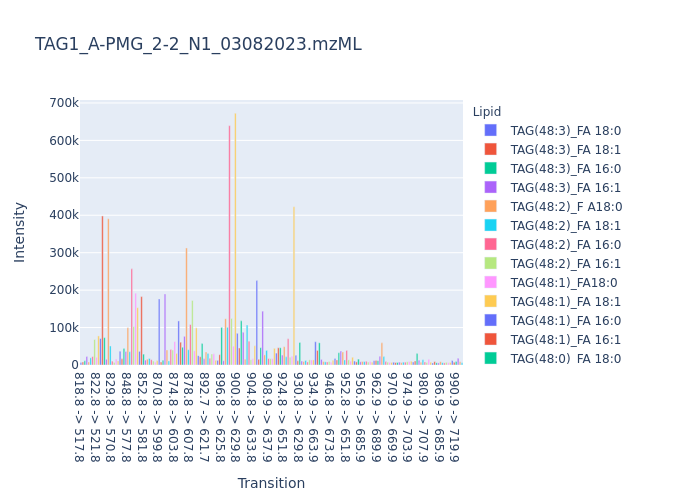 TAG1_A-PMG_2-2_N1_03082023.mzML
Intensity
700k
600k
500k
400k
300k
200k
100k
0
818.8 -> 517.8
822.8 -> 521.8
829.8 -> 570.8
848.8 -> 577.8
852.8 -> 581.8
870.8 -> 599.8
874.8 -> 603.8
878.8 -> 607.8
892.7 -> 621.7
896.8 -> 625.8
900.8 -> 629.8
904.8 -> 633.8
908.9 -> 637.9
924.8 -> 651.8
930.8 -> 629.8
934.9 -> 663.9
946.8 -> 673.8
952.8 -> 651.8
956.9 -> 685.9
962.9 -> 689.9
970.9 -> 669.9
974.9 -> 703.9
980.9 -> 707.9
986.9 -> 685.9
990.9 -> 719.9
Transition
Lipid
TAG(48:3)_FA 18:0
TAG(48:3)_FA 18:1
TAG(48:3)_FA 16:0
TAG(48:3)_FA 16:1
TAG(48:2)_F A18:0
TAG(48:2)_FA 18:1
TAG(48:2)_FA 16:0
TAG(48:2)_FA 16:1
TAG(48:1)_FA18:0
TAG(48:1)_FA 18:1
TAG(48:1)_FA 16:0
TAG(48:1)_FA 16:1
TAG(48:0)_FA 18:0